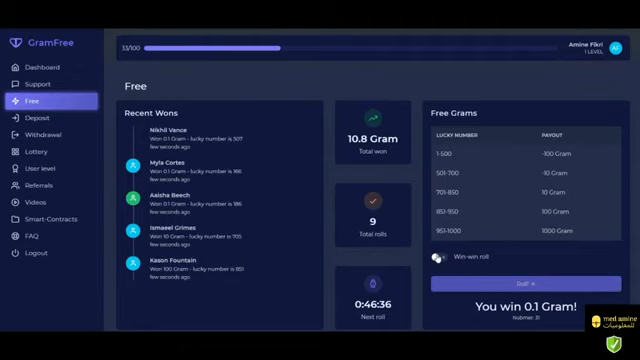 GramFree
33/100
Amine Fikri
1 LEVEL
AF
Dashboard
Support
Free
Deposit
Withdrawal
Lottery
User level
Referrals
Videos
Smart-Contracts
FAQ
Logout
Free
Recent Wons
Nikhil Vance
Won 0.1 Gram - lucky number is 507
few seconds ago
Myla Cortes
Won 0.1 Gram - lucky number is 166
few seconds ago
Aaisha Beech
Won 0.1 Gram - lucky number is 186
few seconds ago
Ismaeel Grimes
Won 10 Gram - lucky number is 705
few seconds ago
Kason Fountain
Won 100 Gram - lucky number is 851
few seconds ago
10.8 Gram
Total won
9
Total rolls
0:46:36
Next roll
Free Grams
LUCKY NUMBER PAYOUT
1-500 -100 Gram
501-700 -10 Gram
701-850 10 Gram
851-950 100 Gram
951-1000 1000 Gram
Win-win roll
Roll!
You win 0.1 Gram!
Nubmer: 31
med amine
للمعلوميات